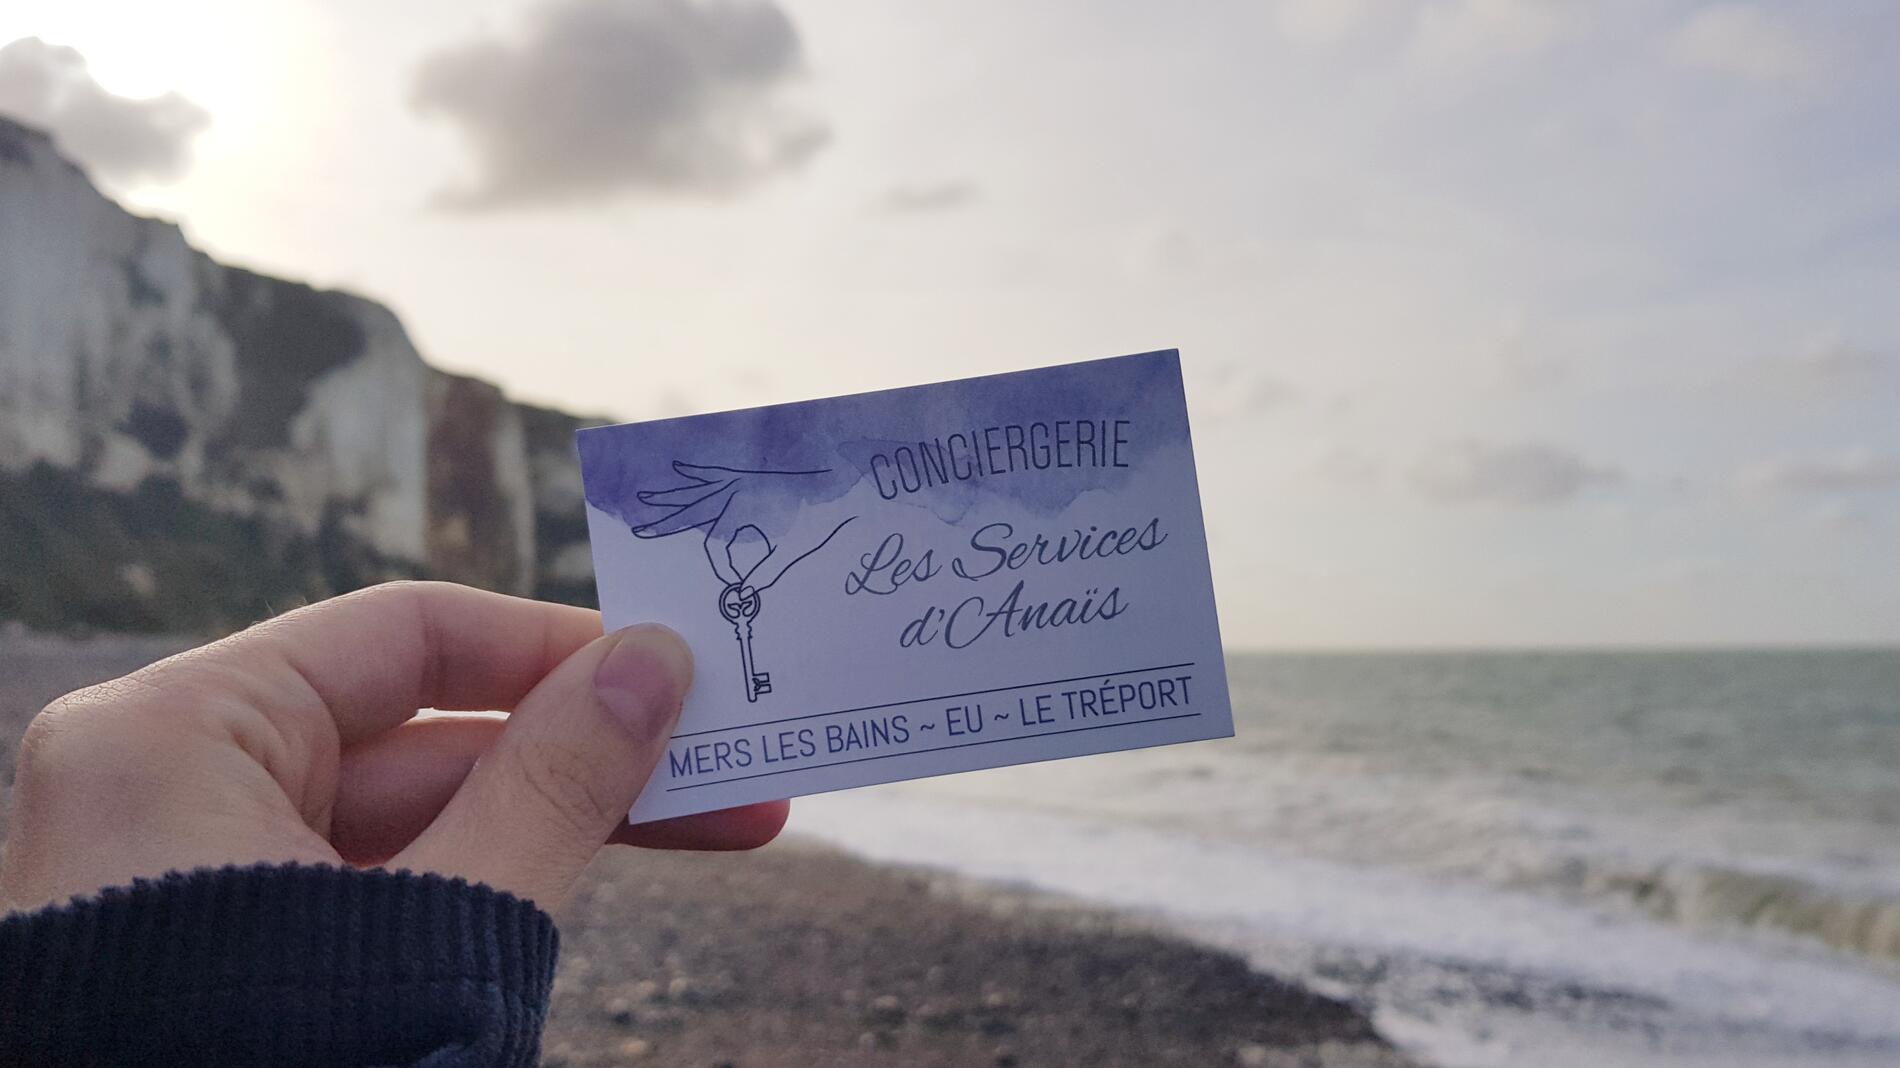 CONCIERGERIE
Les Services
d'Anaïs
MERS LES BAINS ~ EU ~ LE TRÉPORT